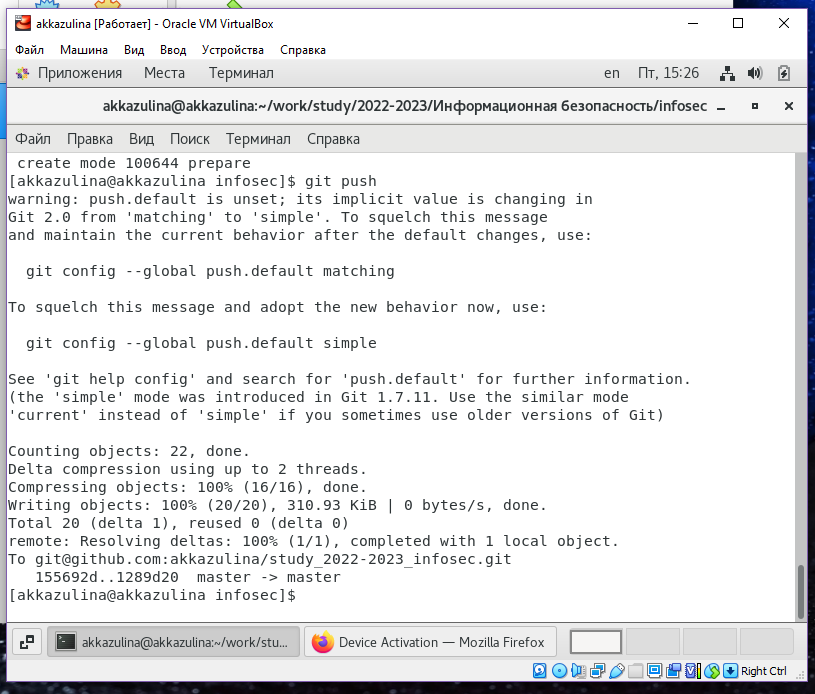 akkazulina [Работает] - Oracle VM VirtualBox
Файл Машина Вид Ввод Устройства Справка
Приложения Места Терминал en Пт, 15:26
akkazulina@akkazulina:~/work/study/2022-2023/Информационная безопасность/infosec
Файл Правка Вид Поиск Терминал Справка
create mode 100644 prepare
[akkazulina@akkazulina infosec]$ git push
warning: push.default is unset; its implicit value is changing in
Git 2.0 from 'matching' to 'simple'. To squelch this message
and maintain the current behavior after the default changes, use:
git config --global push.default matching
To squelch this message and adopt the new behavior now, use:
git config --global push.default simple
See 'git help config' and search for 'push.default' for further information.
(the 'simple' mode was introduced in Git 1.7.11. Use the similar mode
'current' instead of 'simple' if you sometimes use older versions of Git)
Counting objects: 22, done.
Delta compression using up to 2 threads.
Compressing objects: 100% (16/16), done.
Writing objects: 100% (20/20), 310.93 KiB | 0 bytes/s, done.
Total 20 (delta 1), reused 0 (delta 0)
remote: Resolving deltas: 100% (1/1), completed with 1 local object.
To git@github.com:akkazulina/study_2022-2023_infosec.git
155692d..1289d20  master -> master
[akkazulina@akkazulina infosec]$
akkazulina@akkazulina:~/work/stu... Device Activation — Mozilla Firefox
Right Ctrl